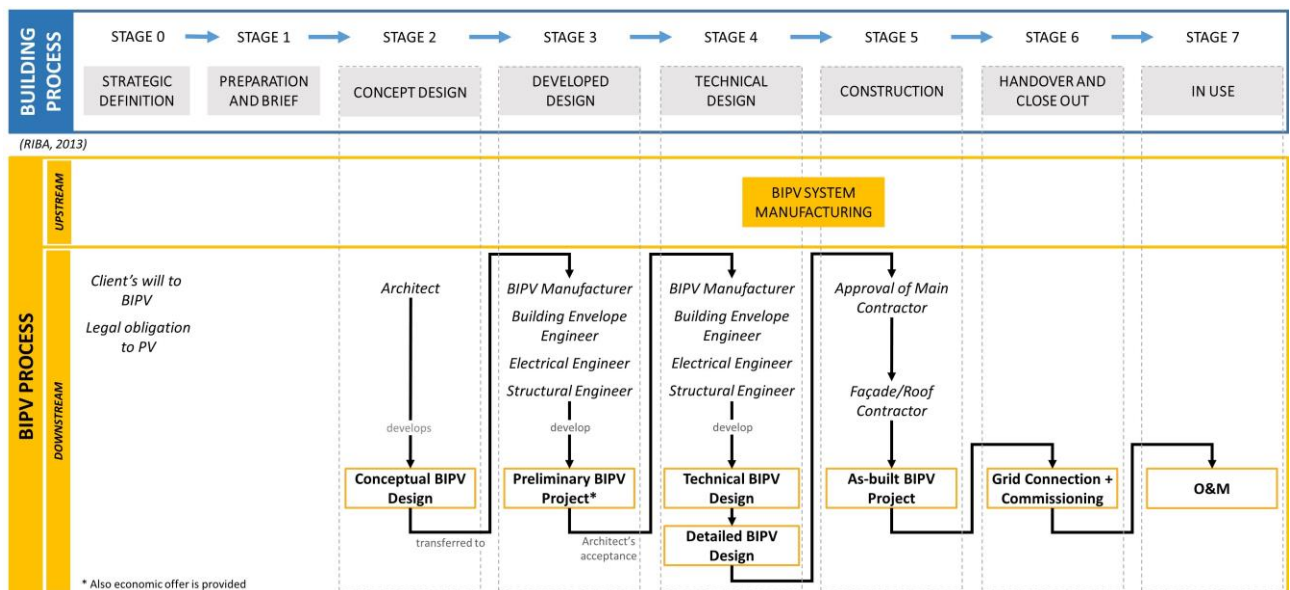 BUILDING
PROCESS
STAGE 0
STAGE 1
STAGE 2
STAGE 3
STAGE 4
STAGE 5
STAGE 6
STAGE 7
STRATEGIC
DEFINITION
PREPARATION
AND BRIEF
CONCEPT DESIGN
DEVELOPED
DESIGN
TECHNICAL
DESIGN
CONSTRUCTION
HANDOVER AND
CLOSE OUT
IN USE
(RIBA, 2013)
BIPV PROCESS
UPSTREAM
BIPV SYSTEM
MANUFACTURING
DOWNSTREAM
Client's will to
BIPV
Legal obligation
to PV
Architect
develops
Conceptual BIPV
Design
transferred to
BIPV Manufacturer
Building Envelope
Engineer
Electrical Engineer
Structural Engineer
develop
Preliminary BIPV
Project*
Architect's
acceptance
BIPV Manufacturer
Building Envelope
Engineer
Electrical Engineer
Structural Engineer
develop
Technical BIPV
Design
Detailed BIPV
Design
Approval of Main
Contractor
Façade/Roof
Contractor
As-built BIPV
Project
Grid Connection +
Commissioning
O&M
* Also economic offer is provided